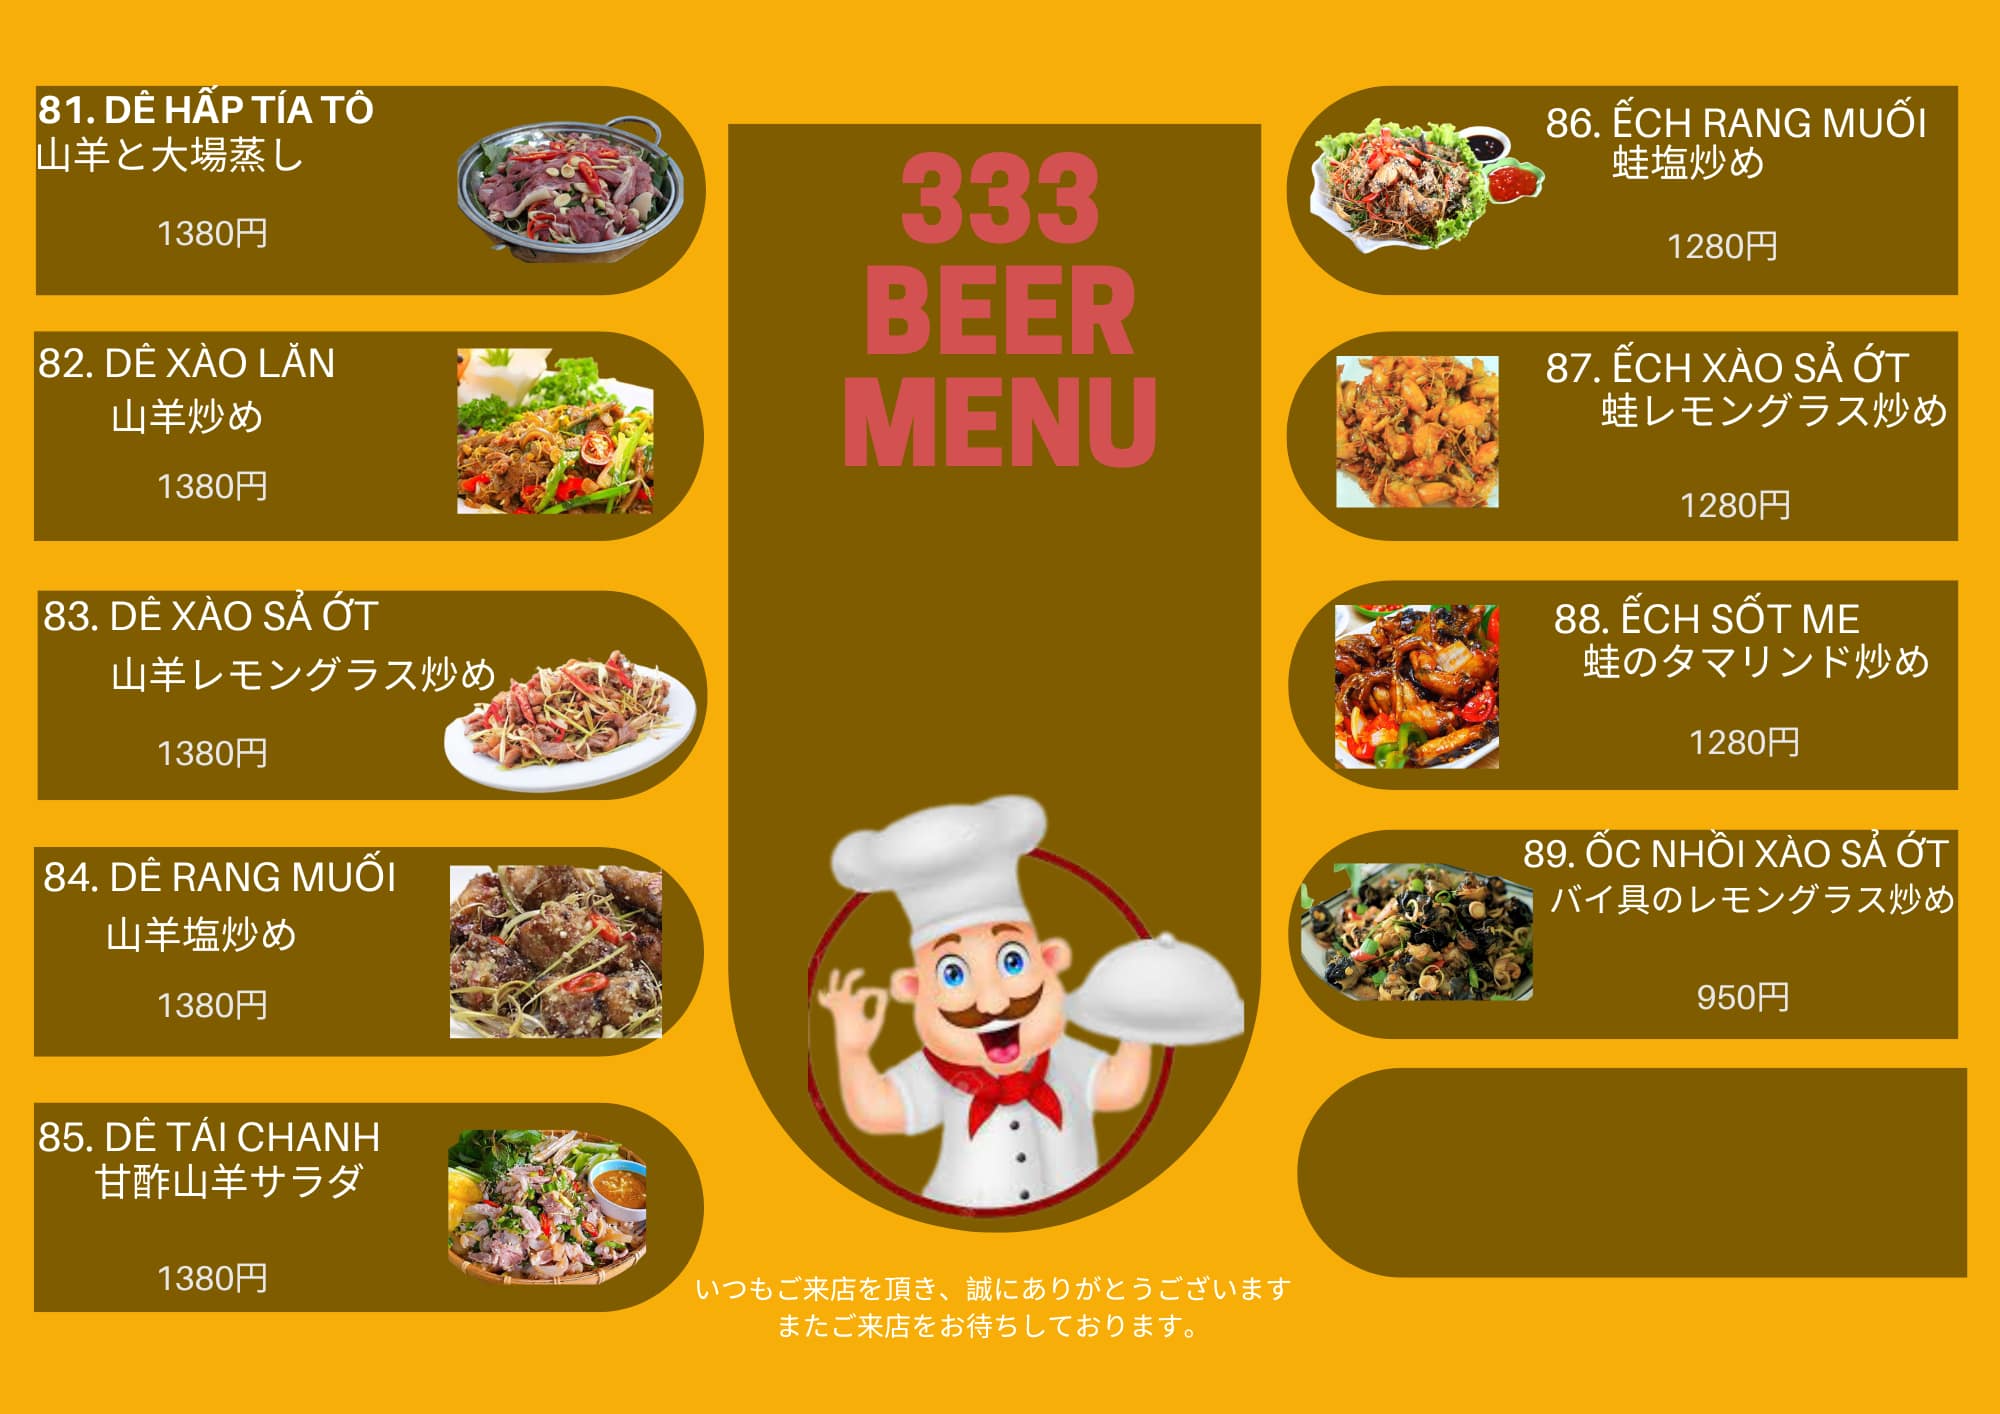 81. DÊ HẤP TÍA TÔ
山羊と大場蒸し
1380円
82. DÊ XÀO LĂN
山羊炒め
1380円
83. DÊ XÀO SẢ ỚT
山羊レモングラス炒め
1380円
84. DÊ RANG MUỐI
山羊塩炒め
1380円
85. DÊ TÁI CHANH
甘酢山羊サラダ
1380円
333
BEER
MENU
いつもご来店を頂き、誠にありがとうございます
またご来店をお待ちしております。
86. ẾCH RANG MUỐI
蛙塩炒め
1280円
87. ẾCH XÀO SẢ ỚT
蛙レモングラス炒め
1280円
88. ẾCH SỐT ME
蛙のタマリンド炒め
1280円
89. ỐC NHỒI XÀO SẢ ỚT
バイ具のレモングラス炒め
950円